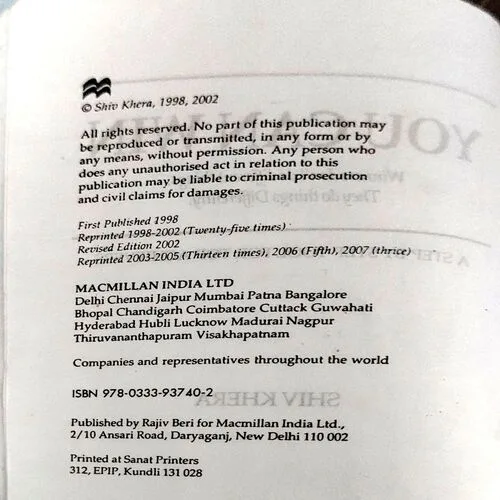 © Shiv Khera, 1998, 2002
All rights reserved. No part of this publication may
be reproduced or transmitted, in any form or by
any means, without permission. Any person who
does any unauthorised act in relation to this
publication may be liable to criminal prosecution
and civil claims for damages.
First Published 1998
Reprinted 1998-2002 (Twenty-five times)
Revised Edition 2002
Reprinted 2003-2005 (Thirteen times), 2006 (Fifth), 2007 (thrice)
MACMILLAN INDIA LTD
Delhi Chennai Jaipur Mumbai Patna Bangalore
Bhopal Chandigarh Coimbatore Cuttack Guwahati
Hyderabad Hubli Lucknow Madurai Nagpur
Thiruvananthapuram Visakhapatnam
Companies and representatives throughout the world
ISBN 978-0333-93740-2
Published by Rajiv Beri for Macmillan India Ltd.,
2/10 Ansari Road, Daryaganj, New Delhi 110 002
Printed at Sanat Printers
312, EPIP, Kundli 131 028